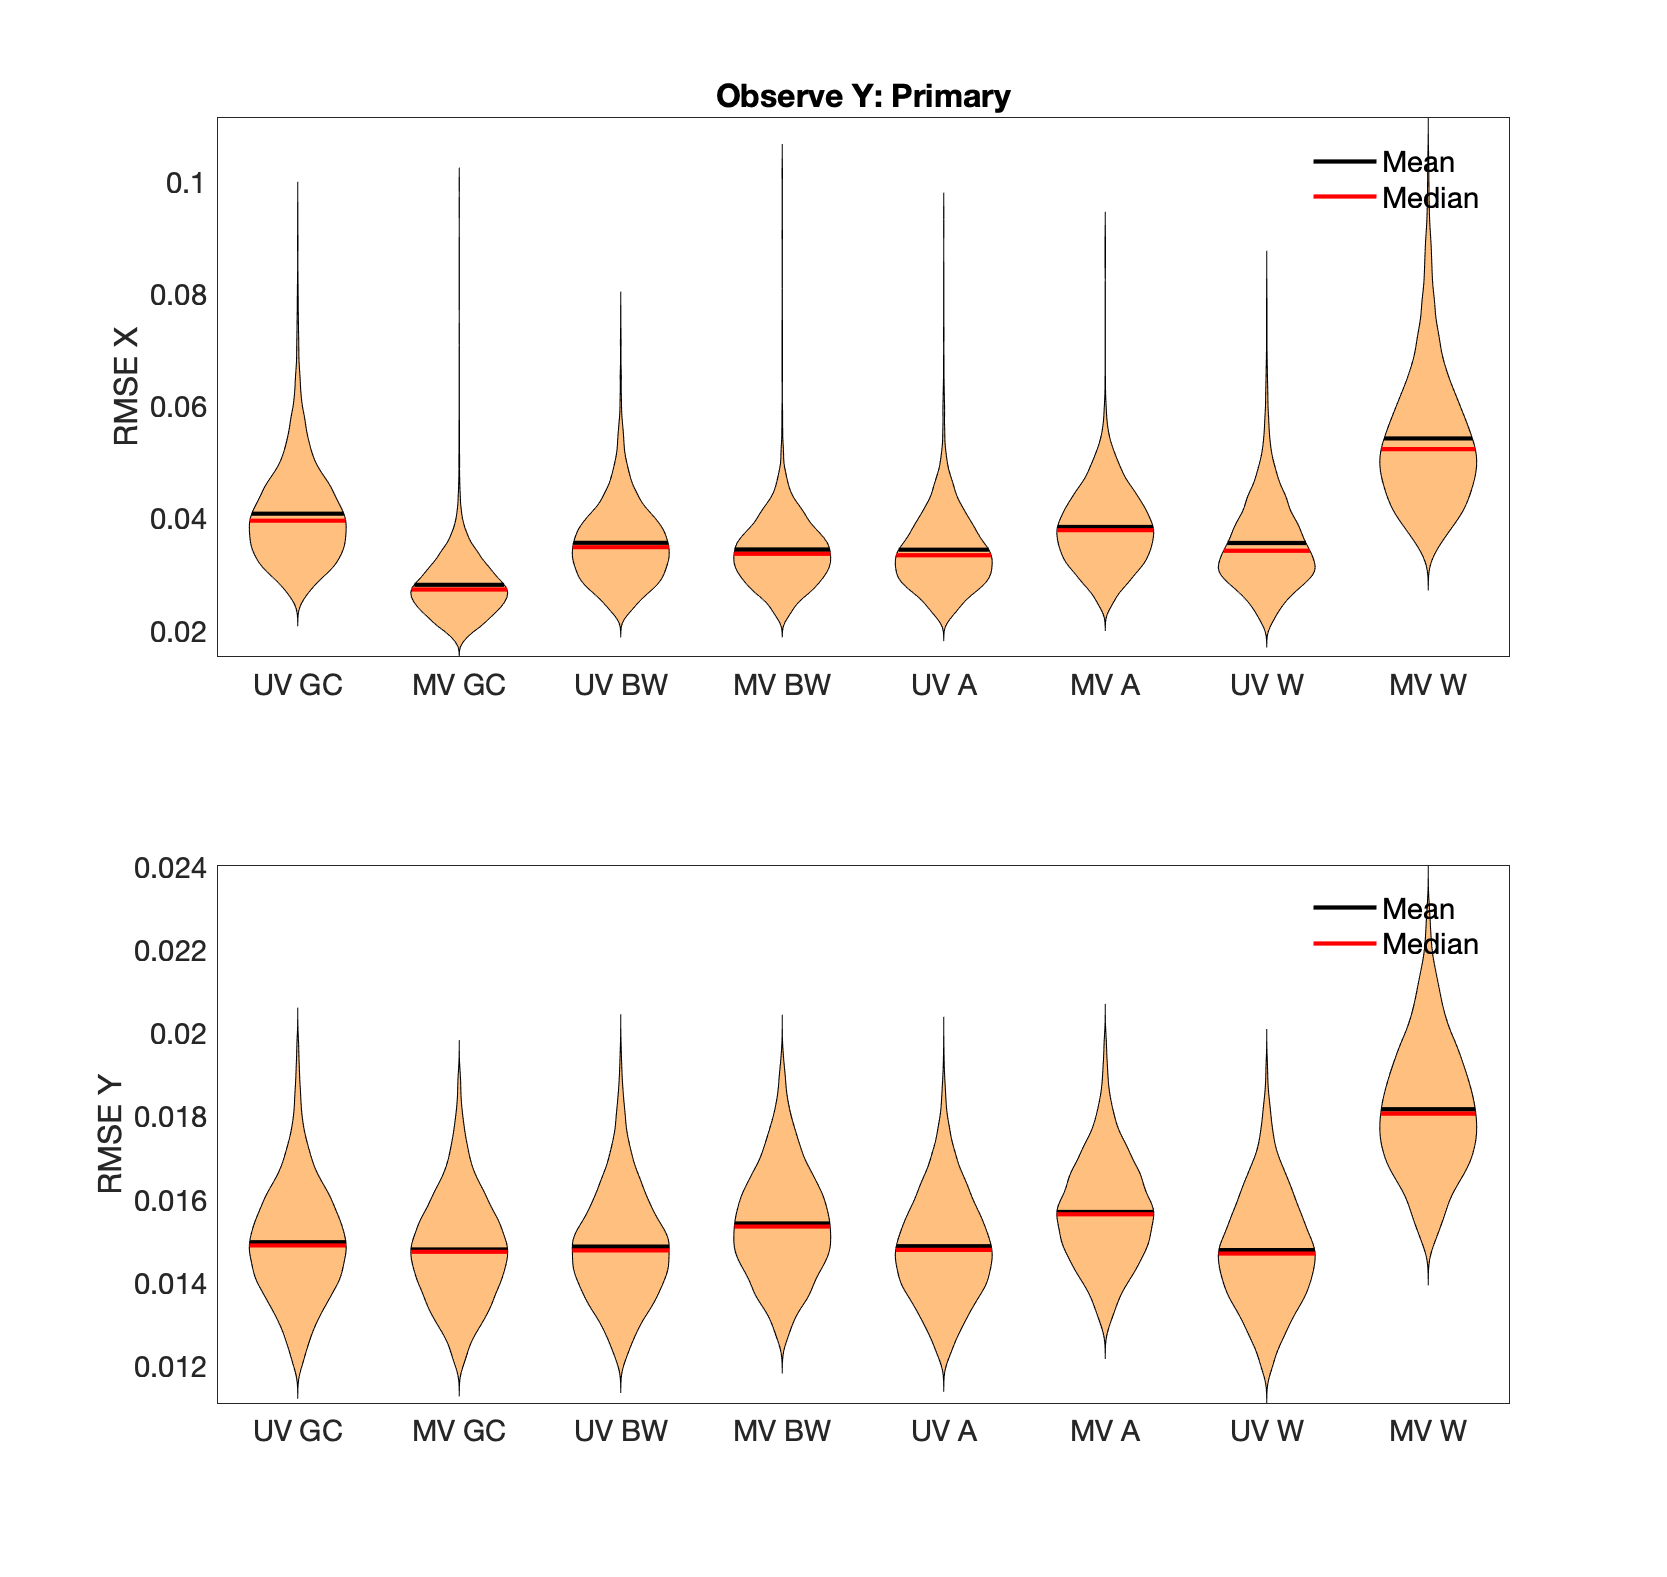 Observe Y: Primary
Mean
Median
RMSE X
0.1
0.08
0.06
0.04
0.02
UV GC MV GC UV BW MV BW UV A MV A UV W MV W
Mean
Median
RMSE Y
0.024
0.022
0.02
0.018
0.016
0.014
0.012
UV GC MV GC UV BW MV BW UV A MV A UV W MV W